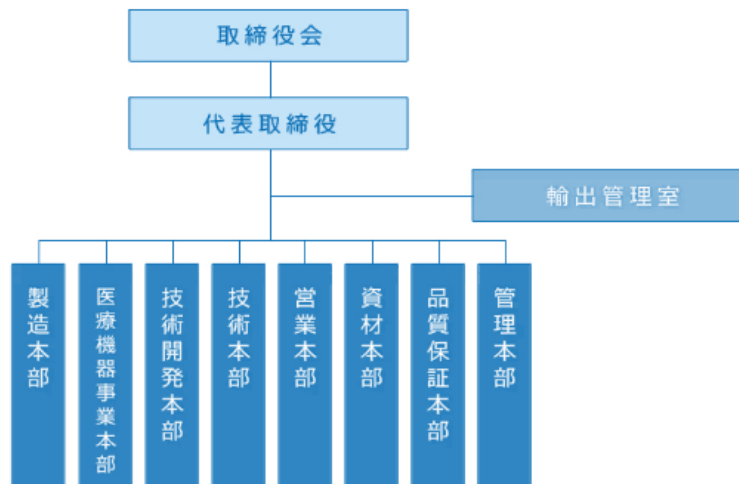 取締役会
代表取締役
輸出管理室
製造本部
医療機器事業本部
技術開発本部
技術本部
営業本部
資材本部
品質保証本部
管理本部